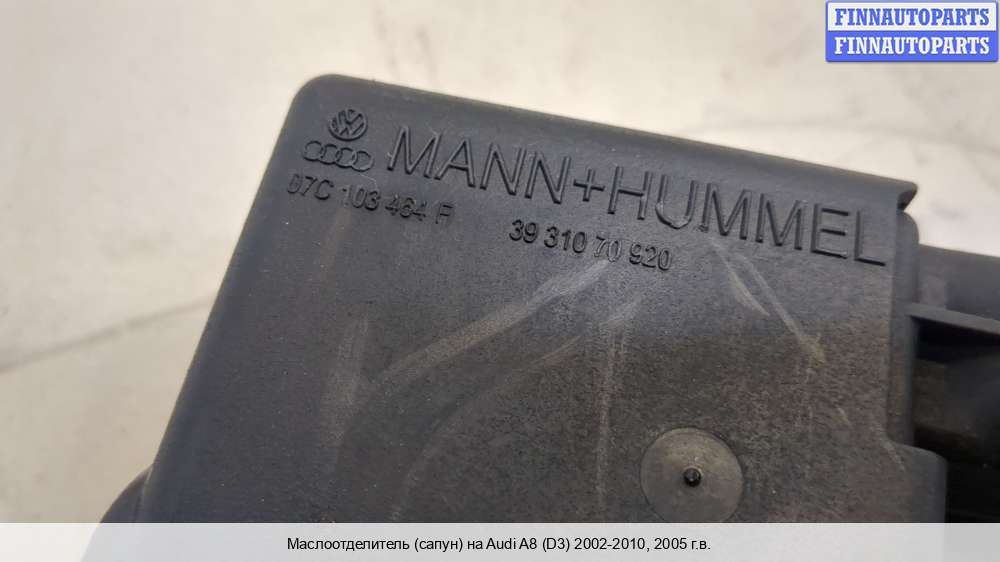 FINNAUTOPARTS
FINNAUTOPARTS
MANN+HUMMEL
07C 103 464 F
39 310 70 920
Маслоотделитель (сапун) на Audi A8 (D3) 2002-2010, 2005 г.в.